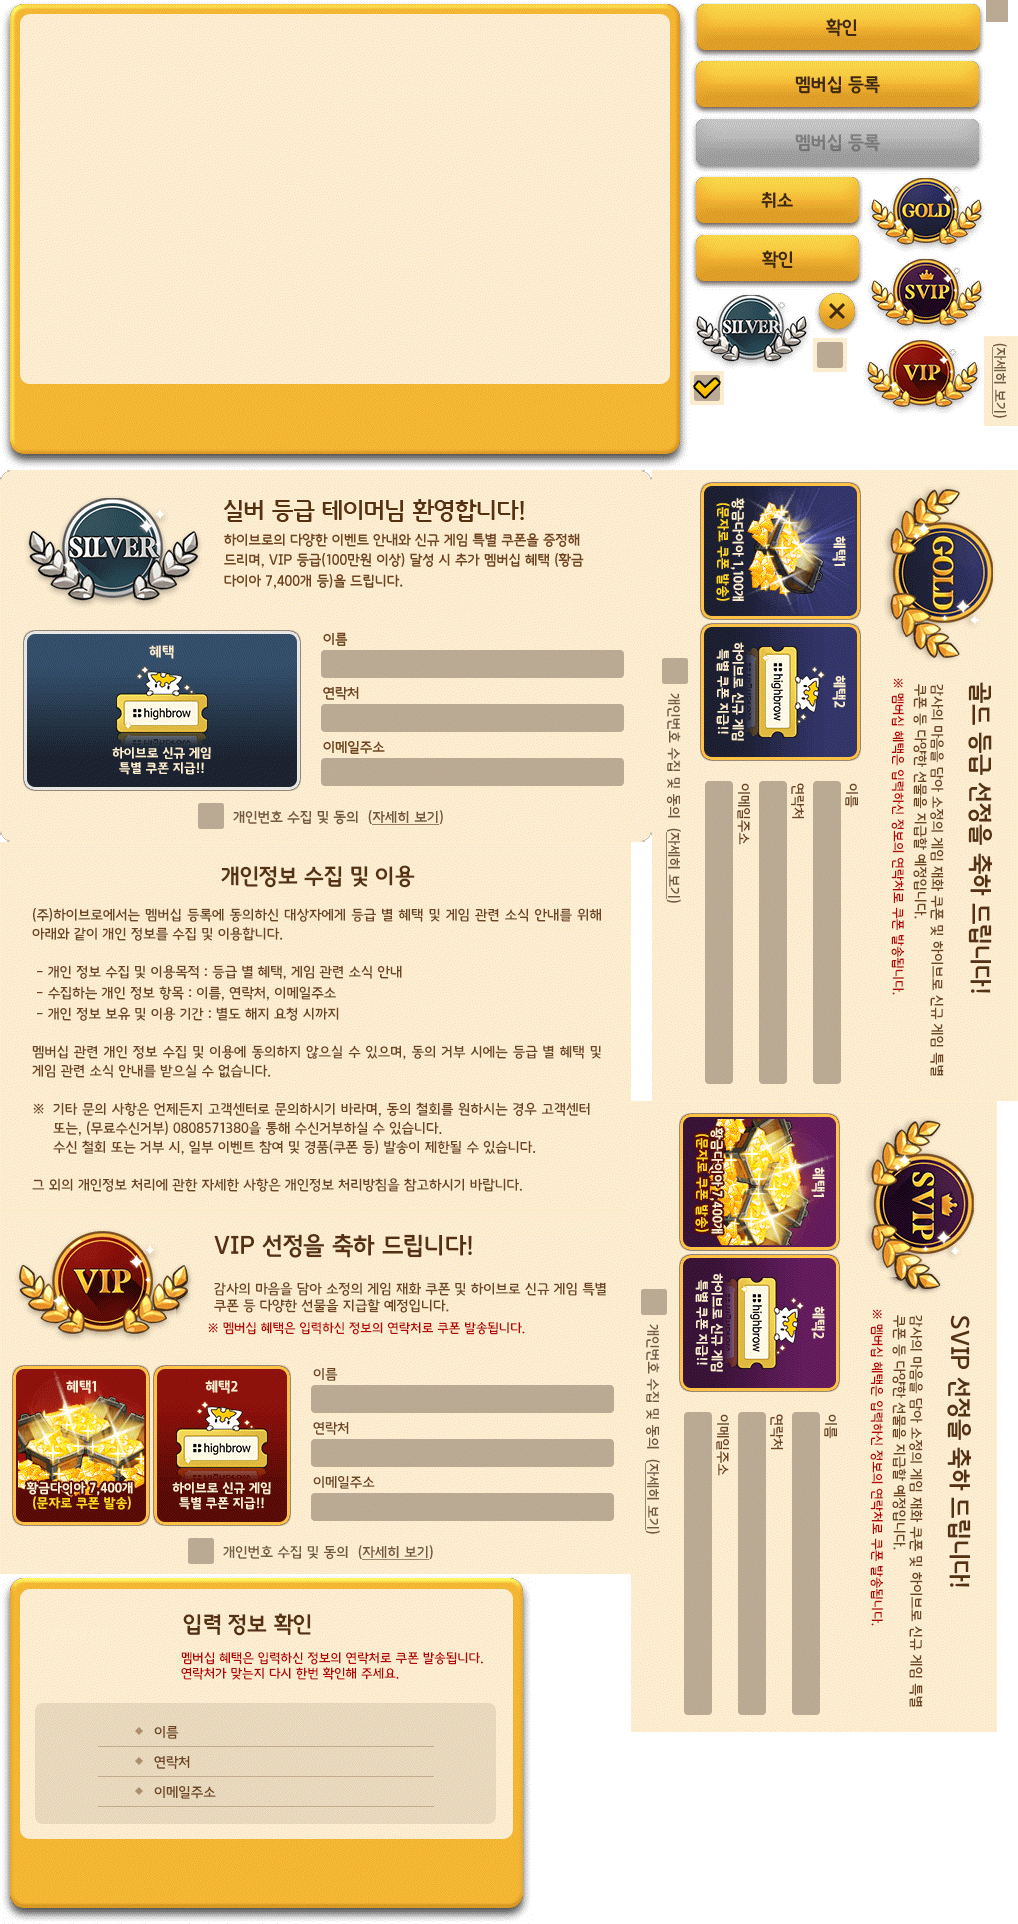 확인
멤버십 등록
멤버십 등록
취소
GOLD
확인
SVIP
SILVER
VIP
(자세히 보기)
SILVER
실버 등급 테이머님 환영합니다!
하이브로의 다양한 이벤트 안내와 신규 게임 특별 쿠폰을 증정해
드리며, VIP 등급(100만원 이상) 달성 시 추가 멤버십 혜택 (황금
다이아 7,400개 등)을 드립니다.
혜택
highbrow
하이브로 신규 게임
특별 쿠폰 지급!!
이름
연락처
이메일주소
개인번호 수집 및 동의 (자세히 보기)
GOLD
골드 등급 선정을 축하 드립니다!
감사의 마음을 담아 소정의 게임 재화 쿠폰 및 하이브로 신규 게임 특별
쿠폰 등 다양한 선물을 지급할 예정입니다.
※ 멤버십 혜택은 입력하신 정보의 연락처로 쿠폰 발송됩니다.
혜택1
황금다이아 1,100개
(문자로 쿠폰 발송)
혜택2
highbrow
하이브로 신규 게임
특별 쿠폰 지급!!
이름
연락처
이메일주소
개인번호 수집 및 동의 (자세히 보기)
개인정보 수집 및 이용
(주)하이브로에서는 멤버십 등록에 동의하신 대상자에게 등급 별 혜택 및 게임 관련 소식 안내를 위해
아래와 같이 개인 정보를 수집 및 이용합니다.
- 개인 정보 수집 및 이용목적 : 등급 별 혜택, 게임 관련 소식 안내
- 수집하는 개인 정보 항목 : 이름, 연락처, 이메일주소
- 개인 정보 보유 및 이용 기간 : 별도 해지 요청 시까지
멤버십 관련 개인 정보 수집 및 이용에 동의하지 않으실 수 있으며, 동의 거부 시에는 등급 별 혜택 및
게임 관련 소식 안내를 받으실 수 없습니다.
※ 기타 문의 사항은 언제든지 고객센터로 문의하시기 바라며, 동의 철회를 원하시는 경우 고객센터
또는, (무료수신거부) 0808571380을 통해 수신거부하실 수 있습니다.
수신 철회 또는 거부 시, 일부 이벤트 참여 및 경품(쿠폰 등) 발송이 제한될 수 있습니다.
그 외의 개인정보 처리에 관한 자세한 사항은 개인정보 처리방침을 참고하시기 바랍니다.
VIP
VIP 선정을 축하 드립니다!
감사의 마음을 담아 소정의 게임 재화 쿠폰 및 하이브로 신규 게임 특별
쿠폰 등 다양한 선물을 지급할 예정입니다.
※ 멤버십 혜택은 입력하신 정보의 연락처로 쿠폰 발송됩니다.
혜택1
황금다이아 7,400개
(문자로 쿠폰 발송)
혜택2
highbrow
하이브로 신규 게임
특별 쿠폰 지급!!
이름
연락처
이메일주소
개인번호 수집 및 동의 (자세히 보기)
SVIP
SVIP 선정을 축하 드립니다!
감사의 마음을 담아 소정의 게임 재화 쿠폰 및 하이브로 신규 게임 특별
쿠폰 등 다양한 선물을 지급할 예정입니다.
※ 멤버십 혜택은 입력하신 정보의 연락처로 쿠폰 발송됩니다.
혜택1
황금다이아 7,400개
(문자로 쿠폰 발송)
혜택2
highbrow
하이브로 신규 게임
특별 쿠폰 지급!!
이름
연락처
이메일주소
개인번호 수집 및 동의 (자세히 보기)
입력 정보 확인
멤버십 혜택은 입력하신 정보의 연락처로 쿠폰 발송됩니다.
연락처가 맞는지 다시 한번 확인해 주세요.
이름
연락처
이메일주소